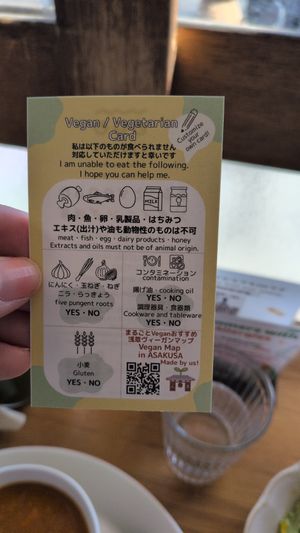 Vegan / Vegetarian
Card
Customize
your own card!
私は以下のものが食べられません
対応していただけますと幸いです
I am unable to eat the following.
I hope you can help me.
MILK
肉・魚・卵・乳製品・はちみつ
エキス(出汁)や油も動物性のものは不可
meat・fish・egg・dairy products・honey
Extracts and oils must not be of animal origin.
にんにく・玉ねぎ・ねぎ
ニラ・らっきょう
five pungent roots
YES・NO
コンタミネーション
contamination
揚げ油・cooking oil
YES・NO
調理器具・食器類
Cookware and tableware
YES・NO
小麦
Gluten
YES・NO
まるごとVeganおすすめ
浅草ヴィーガンマップ
Vegan Map
in ASAKUSA
Made by us!